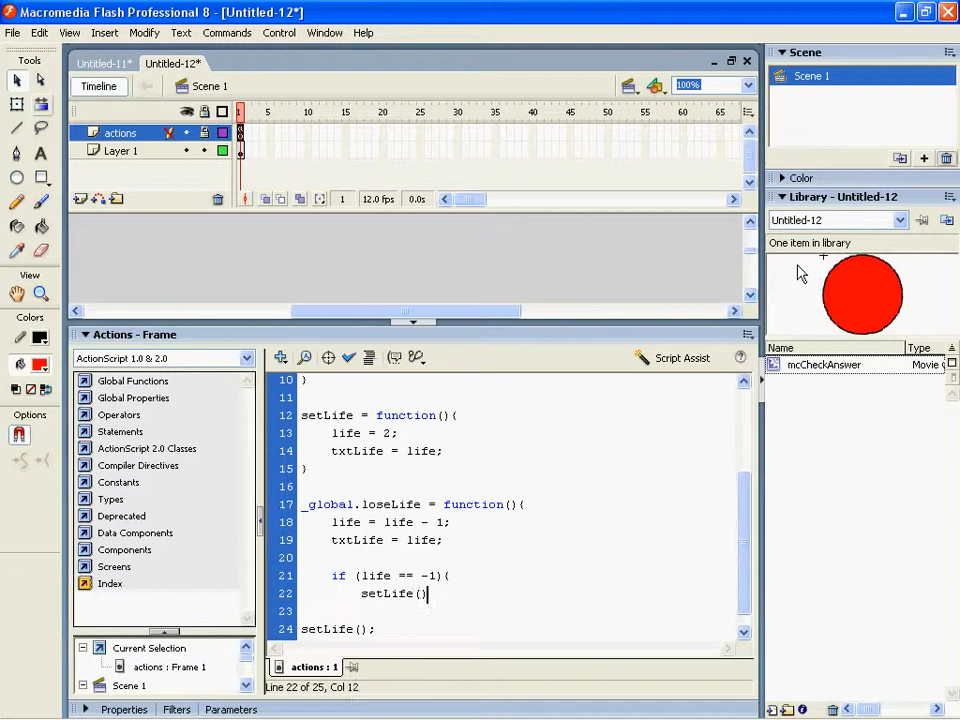 Macromedia Flash Professional 8 - [Untitled-12*]
File Edit View Insert Modify Text Commands Control Window Help
Tools
Untitled-11* Untitled-12*
Timeline Scene 1 100%
1 5 10 15 20 25 30 35 40 45 50 55 60 65
actions
Layer 1
1 12.0 fps 0.0s
View
Colors
Options
Scene
Scene 1
Color
Library - Untitled-12
Untitled-12
One item in library
Name Type
mcCheckAnswer Movie
Actions - Frame
ActionScript 1.0 & 2.0
Script Assist
Global Functions
Global Properties
Operators
Statements
ActionScript 2.0 Classes
Compiler Directives
Constants
Types
Deprecated
Data Components
Components
Screens
Index
Current Selection
actions : Frame 1
Scene 1
10 }
11
12 setLife = function(){
13 life = 2;
14 txtLife = life;
15 }
16
17 _global.loseLife = function(){
18 life = life - 1;
19 txtLife = life;
20
21 if (life == -1){
22 setLife()
23
24 setLife();
actions : 1
Line 22 of 25, Col 12
Properties Filters Parameters